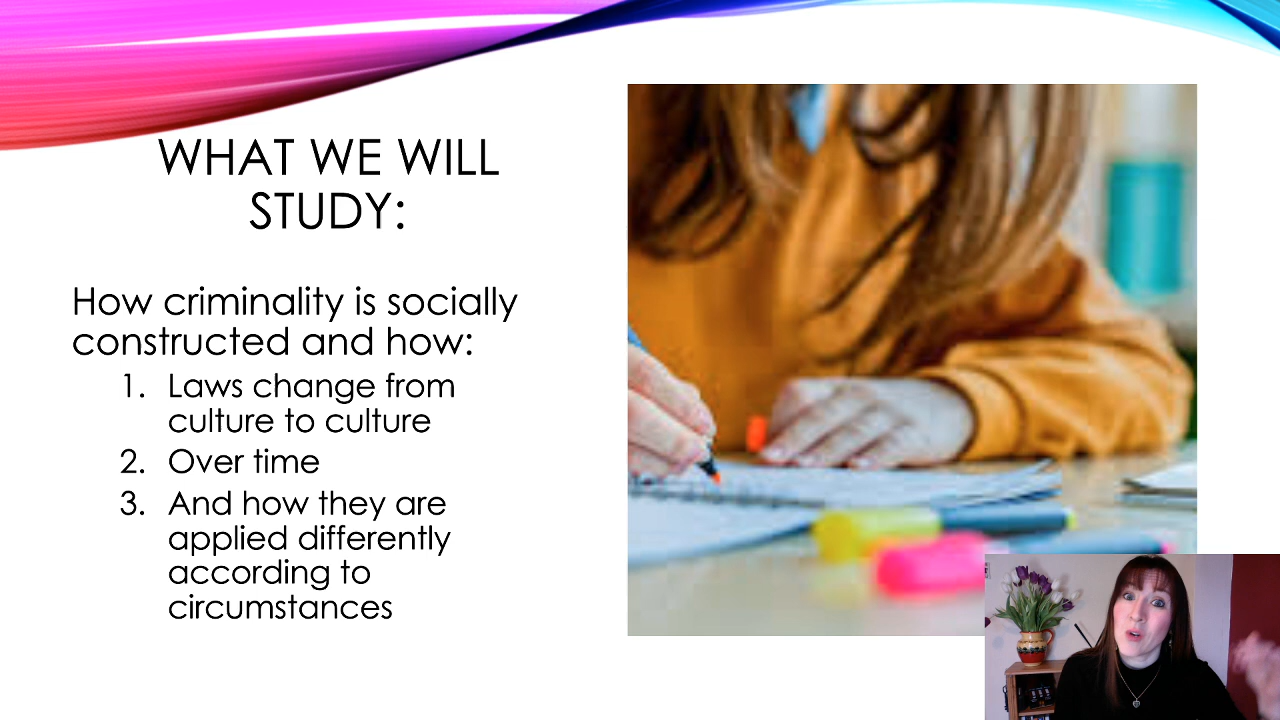 WHAT WE WILL
STUDY:
How criminality is socially
constructed and how:
1. Laws change from
culture to culture
2. Over time
3. And how they are
applied differently
according to
circumstances